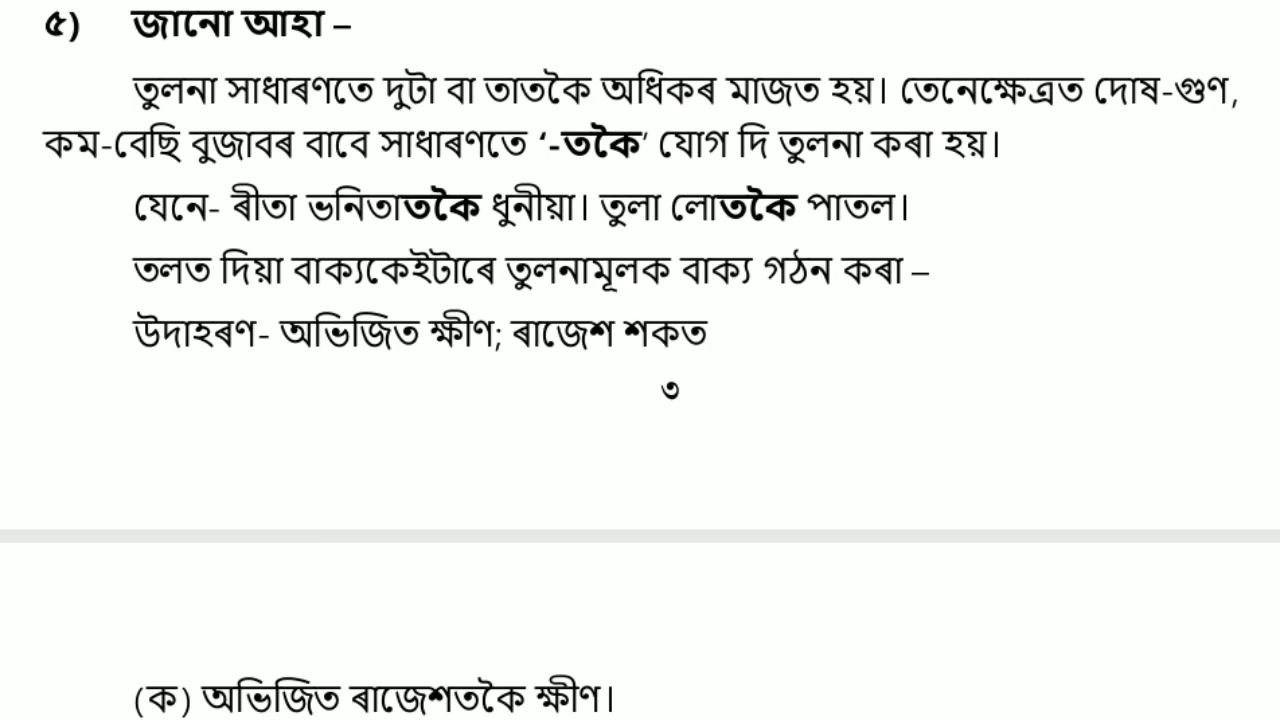 ৫) জানো আহা –
তুলনা সাধাৰণতে দুটা বা তাতকৈ অধিকৰ মাজত হয়। তেনেক্ষেত্ৰত দোষ-গুণ,
কম-বেছি বুজাবৰ বাবে সাধাৰণতে ‘-তকৈ’ যোগ দি তুলনা কৰা হয়।
যেনে- ৰীতা ভনিতাতকৈ ধুনীয়া। তুলা লোতকৈ পাতল।
তলত দিয়া বাক্যকেইটাৰে তুলনামূলক বাক্য গঠন কৰা –
উদাহৰণ- অভিজিত ক্ষীণ; ৰাজেশ শকত
৩
(ক) অভিজিত ৰাজেশতকৈ ক্ষীণ।